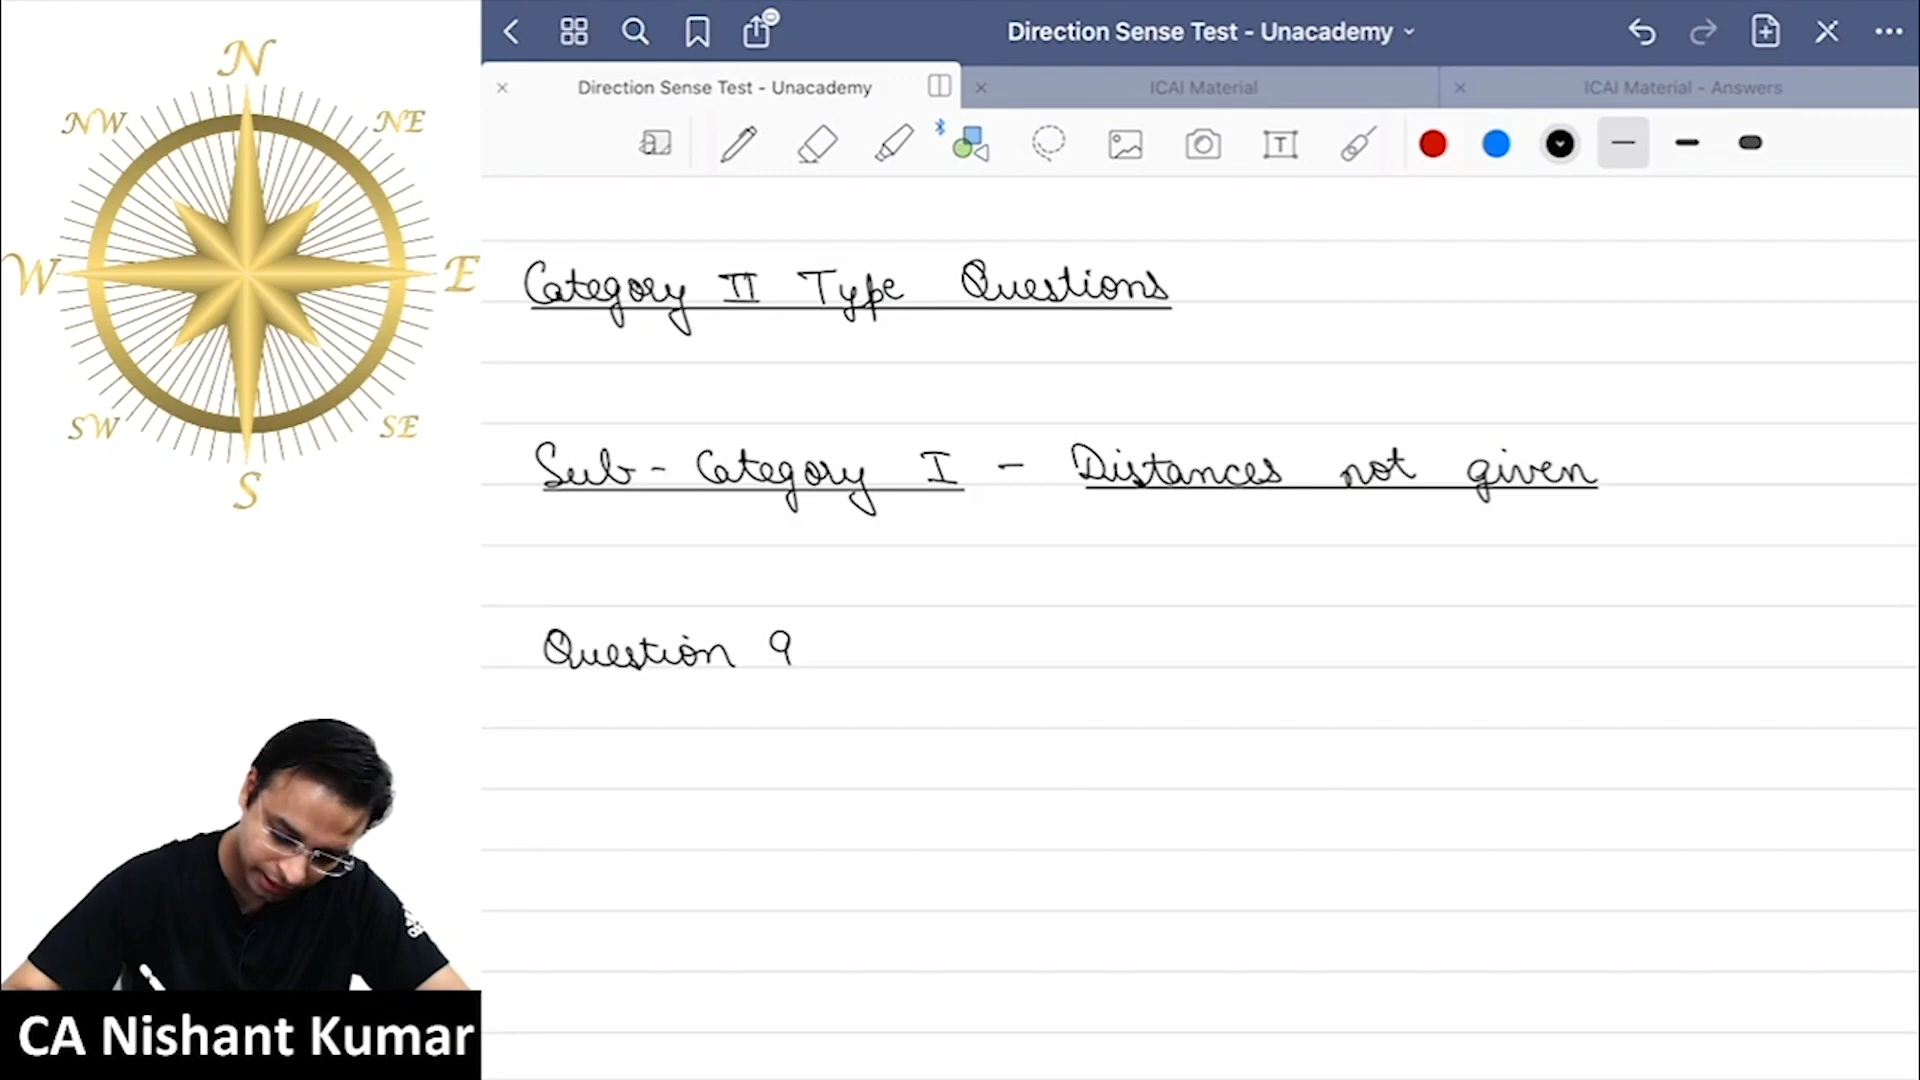 Direction Sense Test - Unacademy
Direction Sense Test - Unacademy
ICAI Material
ICAI Material - Answers
N
NW
NE
W
E
SW
SE
S
Category II Type Questions
Sub-Category I - Distances not given
Question 9
CA Nishant Kumar